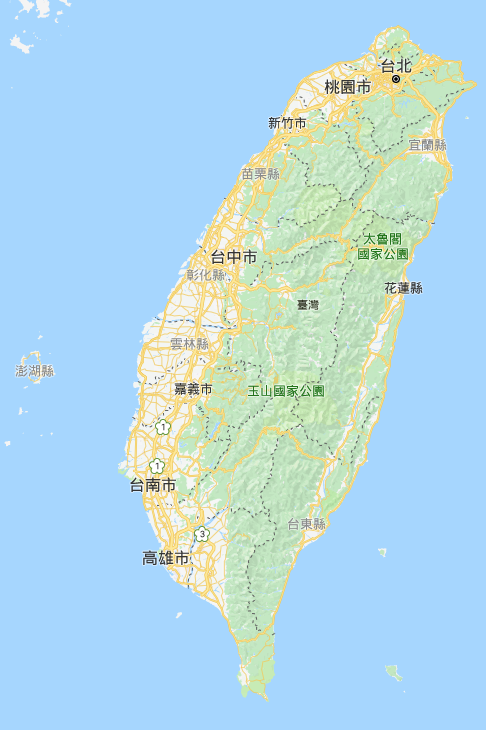 台北
桃園市
新竹市
宜蘭縣
苗栗縣
太魯閣
國家公園
台中市
彰化縣
花蓮縣
臺灣
雲林縣
澎湖縣
嘉義市
玉山國家公園
1
1
台南市
台東縣
3
高雄市